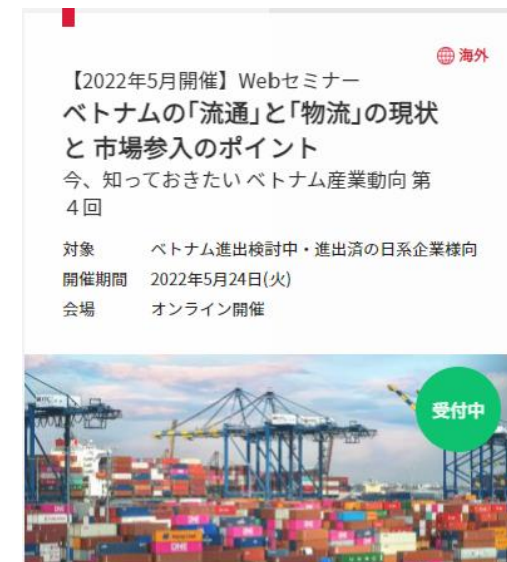 海外
【2022年5月開催】Webセミナー
ベトナムの｢流通｣と｢物流｣の現状
と 市場参入のポイント
今、知っておきたい ベトナム産業動向 第
４回
対象 ベトナム進出検討中・進出済の日系企業様向
開催期間 2022年5月24日(火)
会場 オンライン開催
受付中